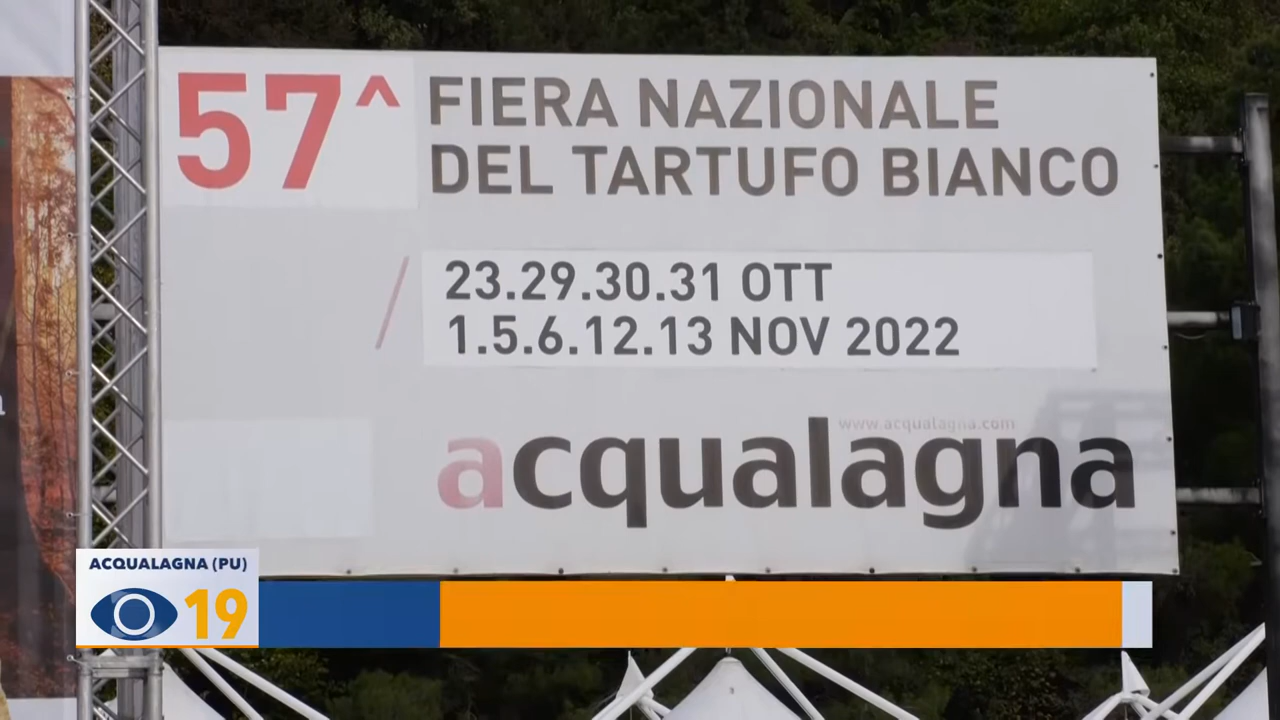 57^ FIERA NAZIONALE
DEL TARTUFO BIANCO
/ 23.29.30.31 OTT
1.5.6.12.13 NOV 2022
www.acqualagna.com
acqualagna
ACQUALAGNA (PU)
19